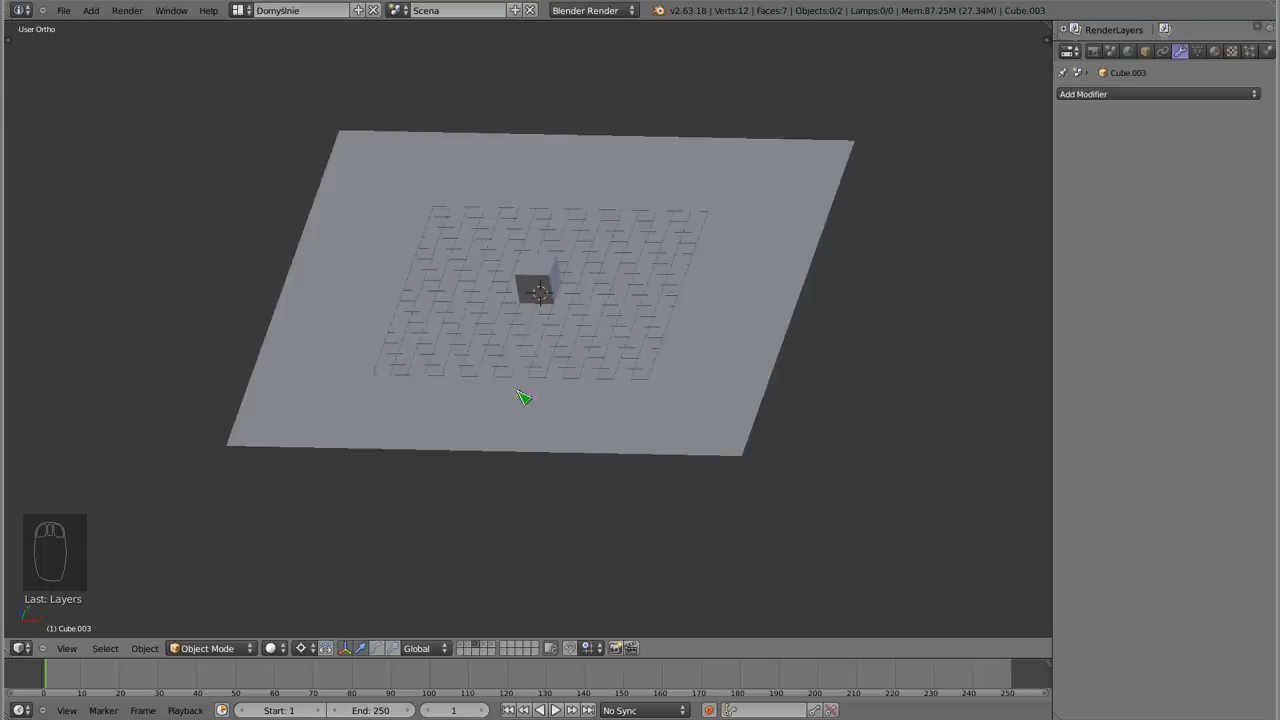 File Add Render Window Help Domyślnie Scena Blender Render v2.63.18 | Verts:12 | Faces:7 | Objects:0/2 | Lamps:0/0 | Mem:87.25M (27.34M) | Cube.003
User Ortho
RenderLayers
Cube.003
Add Modifier
Last: Layers
(1) Cube.003
View Select Object Object Mode Global
0 10 20 30 40 50 60 70 80 90 100 110 120 130 140 150 160 170 180 190 200 210 220 230 240 250
View Marker Frame Playback Start: 1 End: 250 1 No Sync